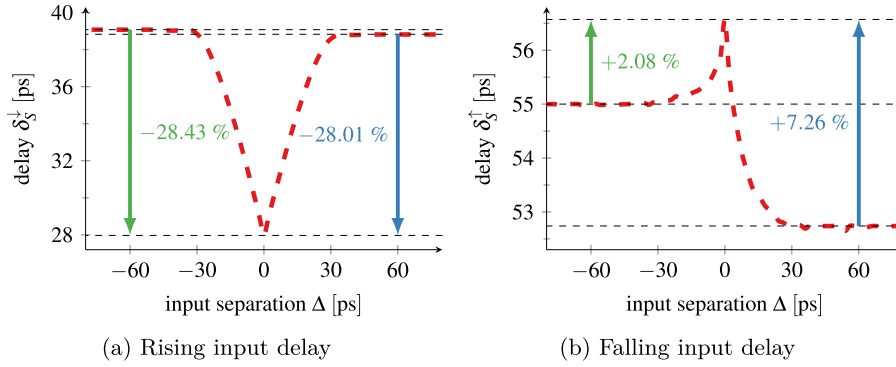 40
36
32
28
delay δ_S^↓ [ps]
−28.43 %
−28.01 %
−60 −30 0 30 60
input separation Δ [ps]
(a) Rising input delay
56
55
54
53
delay δ_S^↑ [ps]
+2.08 %
+7.26 %
−60 −30 0 30 60
input separation Δ [ps]
(b) Falling input delay